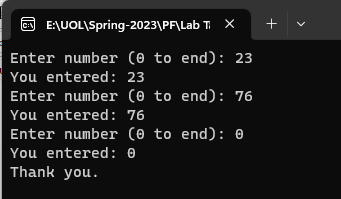 E:\UOL\Spring-2023\PF\Lab
Enter number (0 to end): 23
You entered: 23
Enter number (0 to end): 76
You entered: 76
Enter number (0 to end): 0
You entered: 0
Thank you.